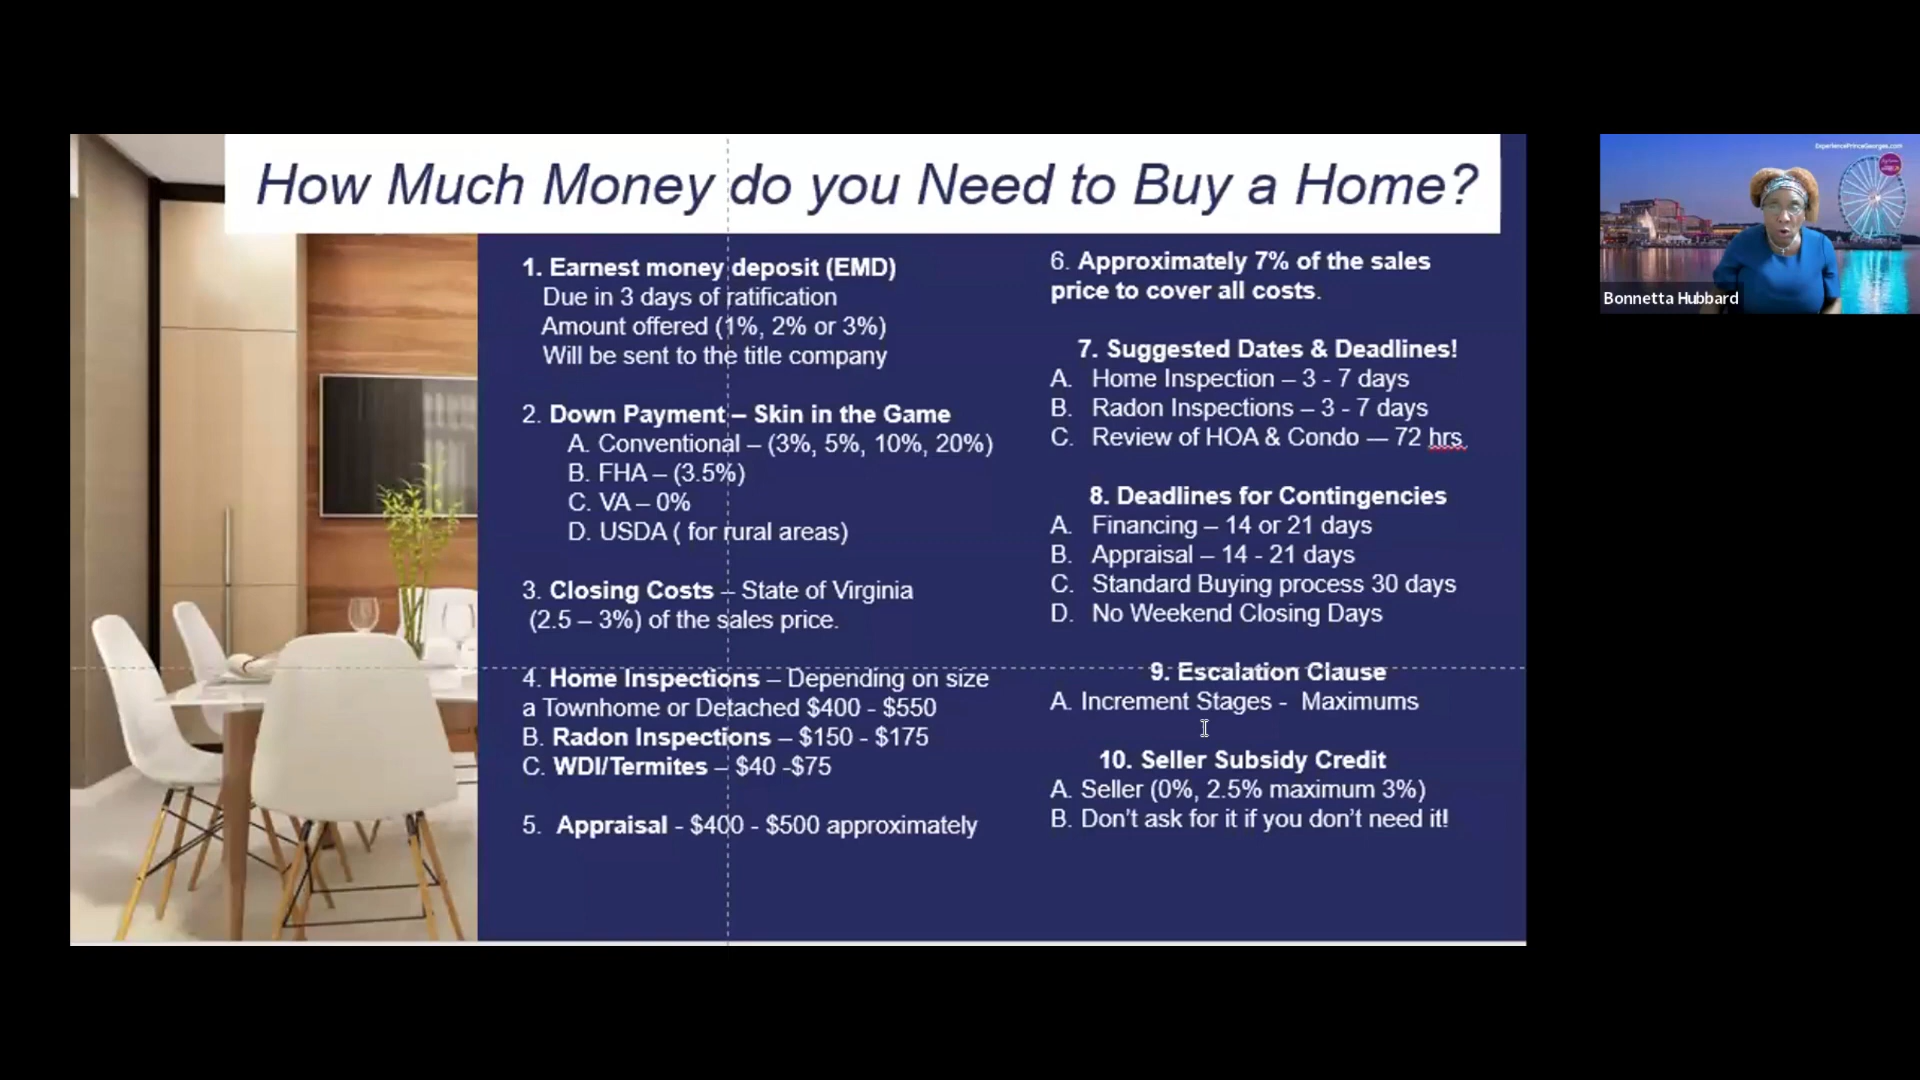 How Much Money do you Need to Buy a Home?
1. Earnest money deposit (EMD)
Due in 3 days of ratification
Amount offered (1%, 2% or 3%)
Will be sent to the title company
2. Down Payment – Skin in the Game
A. Conventional – (3%, 5%, 10%, 20%)
B. FHA – (3.5%)
C. VA – 0%
D. USDA ( for rural areas)
3. Closing Costs – State of Virginia
(2.5 – 3%) of the sales price.
4. Home Inspections – Depending on size
a Townhome or Detached $400 - $550
B. Radon Inspections – $150 - $175
C. WDI/Termites – $40 -$75
5. Appraisal - $400 - $500 approximately
6. Approximately 7% of the sales
price to cover all costs.
7. Suggested Dates & Deadlines!
A. Home Inspection – 3 - 7 days
B. Radon Inspections – 3 - 7 days
C. Review of HOA & Condo — 72 hrs
8. Deadlines for Contingencies
A. Financing – 14 or 21 days
B. Appraisal – 14 - 21 days
C. Standard Buying process 30 days
D. No Weekend Closing Days
9. Escalation Clause
A. Increment Stages - Maximums
10. Seller Subsidy Credit
A. Seller (0%, 2.5% maximum 3%)
B. Don't ask for it if you don't need it!
ExperiencePrinceGeorges.com
Bonnetta Hubbard